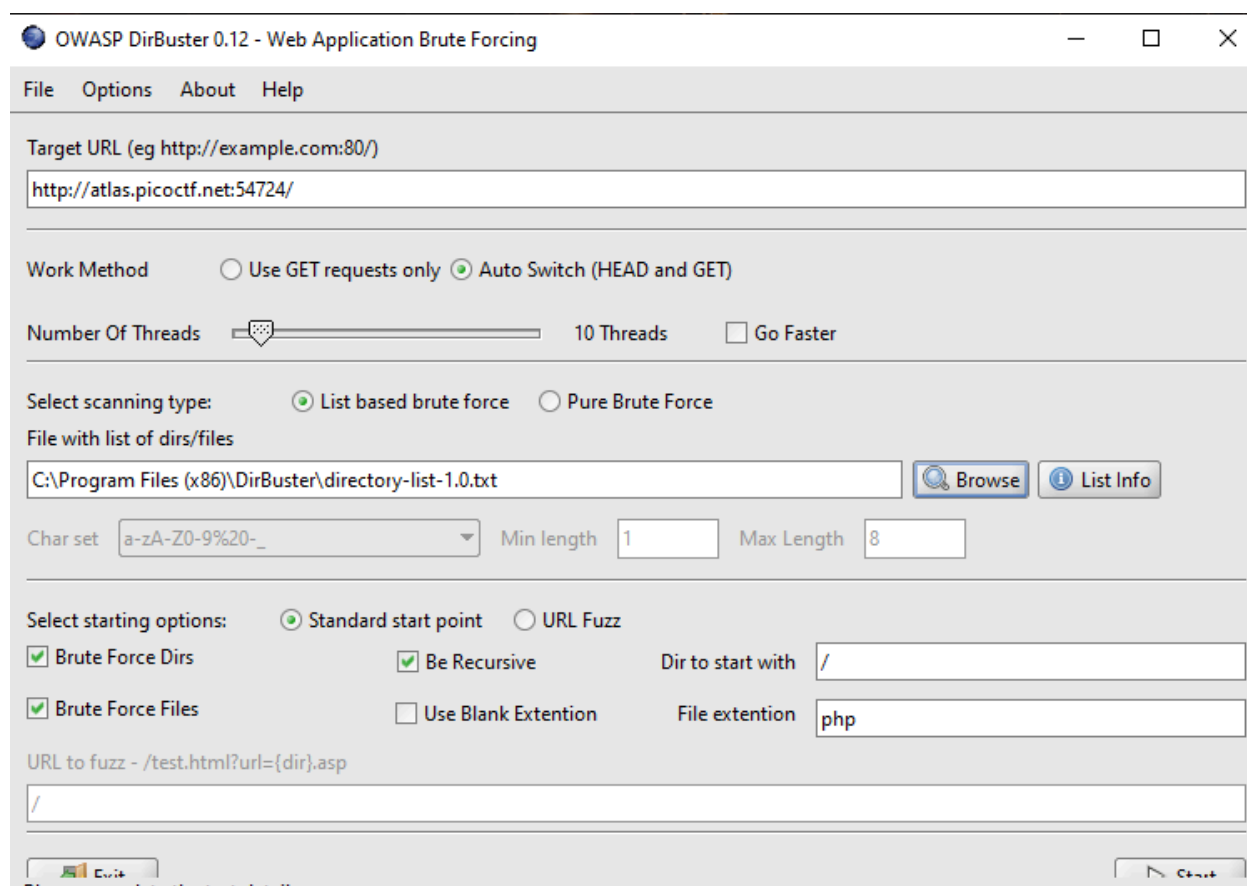 OWASP DirBuster 0.12 - Web Application Brute Forcing
File Options About Help
Target URL (eg http://example.com:80/)
http://atlas.picoctf.net:54724/
Work Method Use GET requests only Auto Switch (HEAD and GET)
Number Of Threads 10 Threads Go Faster
Select scanning type: List based brute force Pure Brute Force
File with list of dirs/files
C:\Program Files (x86)\DirBuster\directory-list-1.0.txt Browse List Info
Char set a-zA-Z0-9%20-_ Min length 1 Max Length 8
Select starting options: Standard start point URL Fuzz
Brute Force Dirs Be Recursive Dir to start with /
Brute Force Files Use Blank Extention File extention php
URL to fuzz - /test.html?url={dir}.asp
/
Exit Start